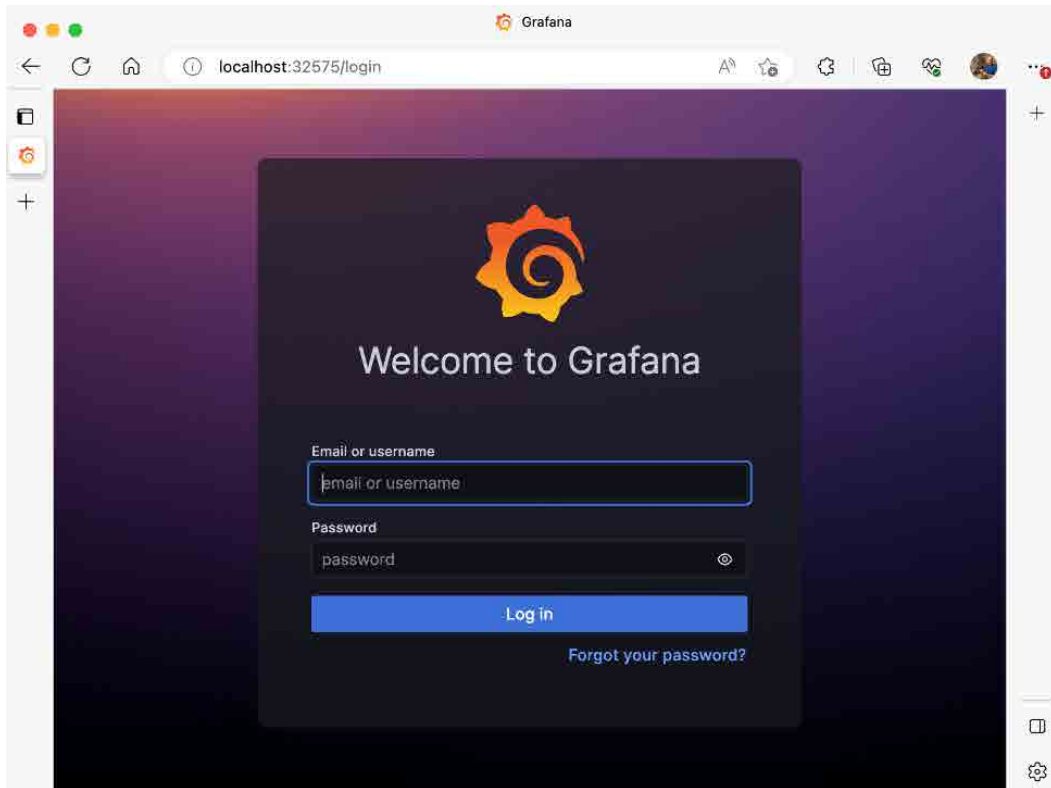 Grafana
localhost:32575/login
Welcome to Grafana
Email or username
email or username
Password
password
Log in
Forgot your password?